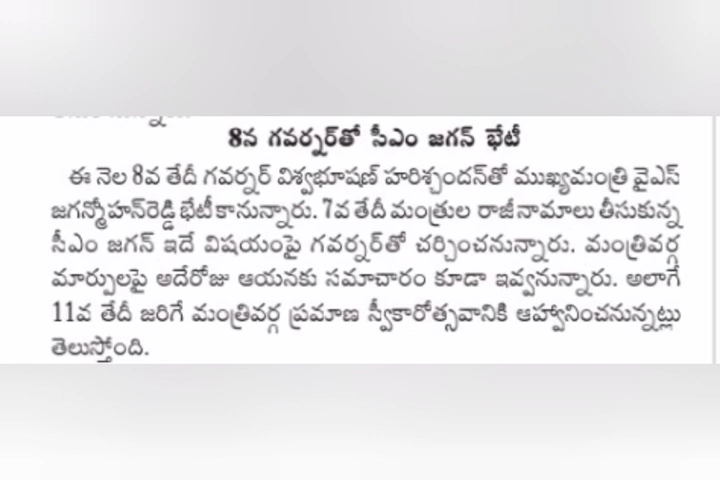 8న గవర్నర్‌తో సీఎం జగన్ భేటీ
ఈ నెల 8వ తేదీ గవర్నర్ విశ్వభూషణ్ హరిశ్చందన్‌తో ముఖ్యమంత్రి వైఎస్
జగన్మోహన్‌రెడ్డి భేటీ కానున్నారు. 7వ తేదీ మంత్రుల రాజీనామాలు తీసుకున్న
సీఎం జగన్ ఇదే విషయంపై గవర్నర్‌తో చర్చించనున్నారు. మంత్రివర్గ
మార్పులపై అదేరోజు ఆయనకు సమాచారం కూడా ఇవ్వనున్నారు. అలాగే
11వ తేదీ జరిగే మంత్రివర్గ ప్రమాణ స్వీకారోత్సవానికి ఆహ్వానించనున్నట్లు
తెలుస్తోంది.